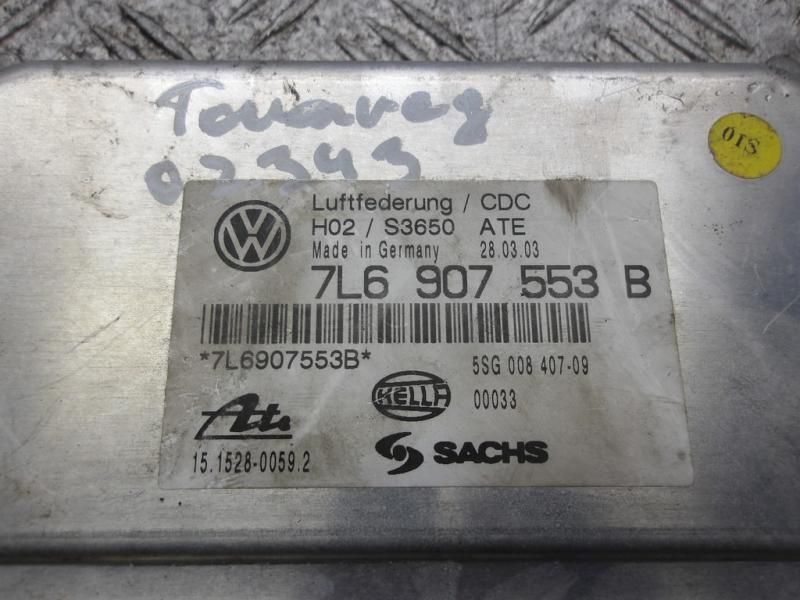 Touareg
02343
S10
Luftfederung / CDC
H02 / S3650 ATE
Made in Germany 28.03.03
7L6 907 553 B
*7L6907553B*
5SG 008 407-09
HELLA
00033
Ate
15.1528-0059.2
SACHS